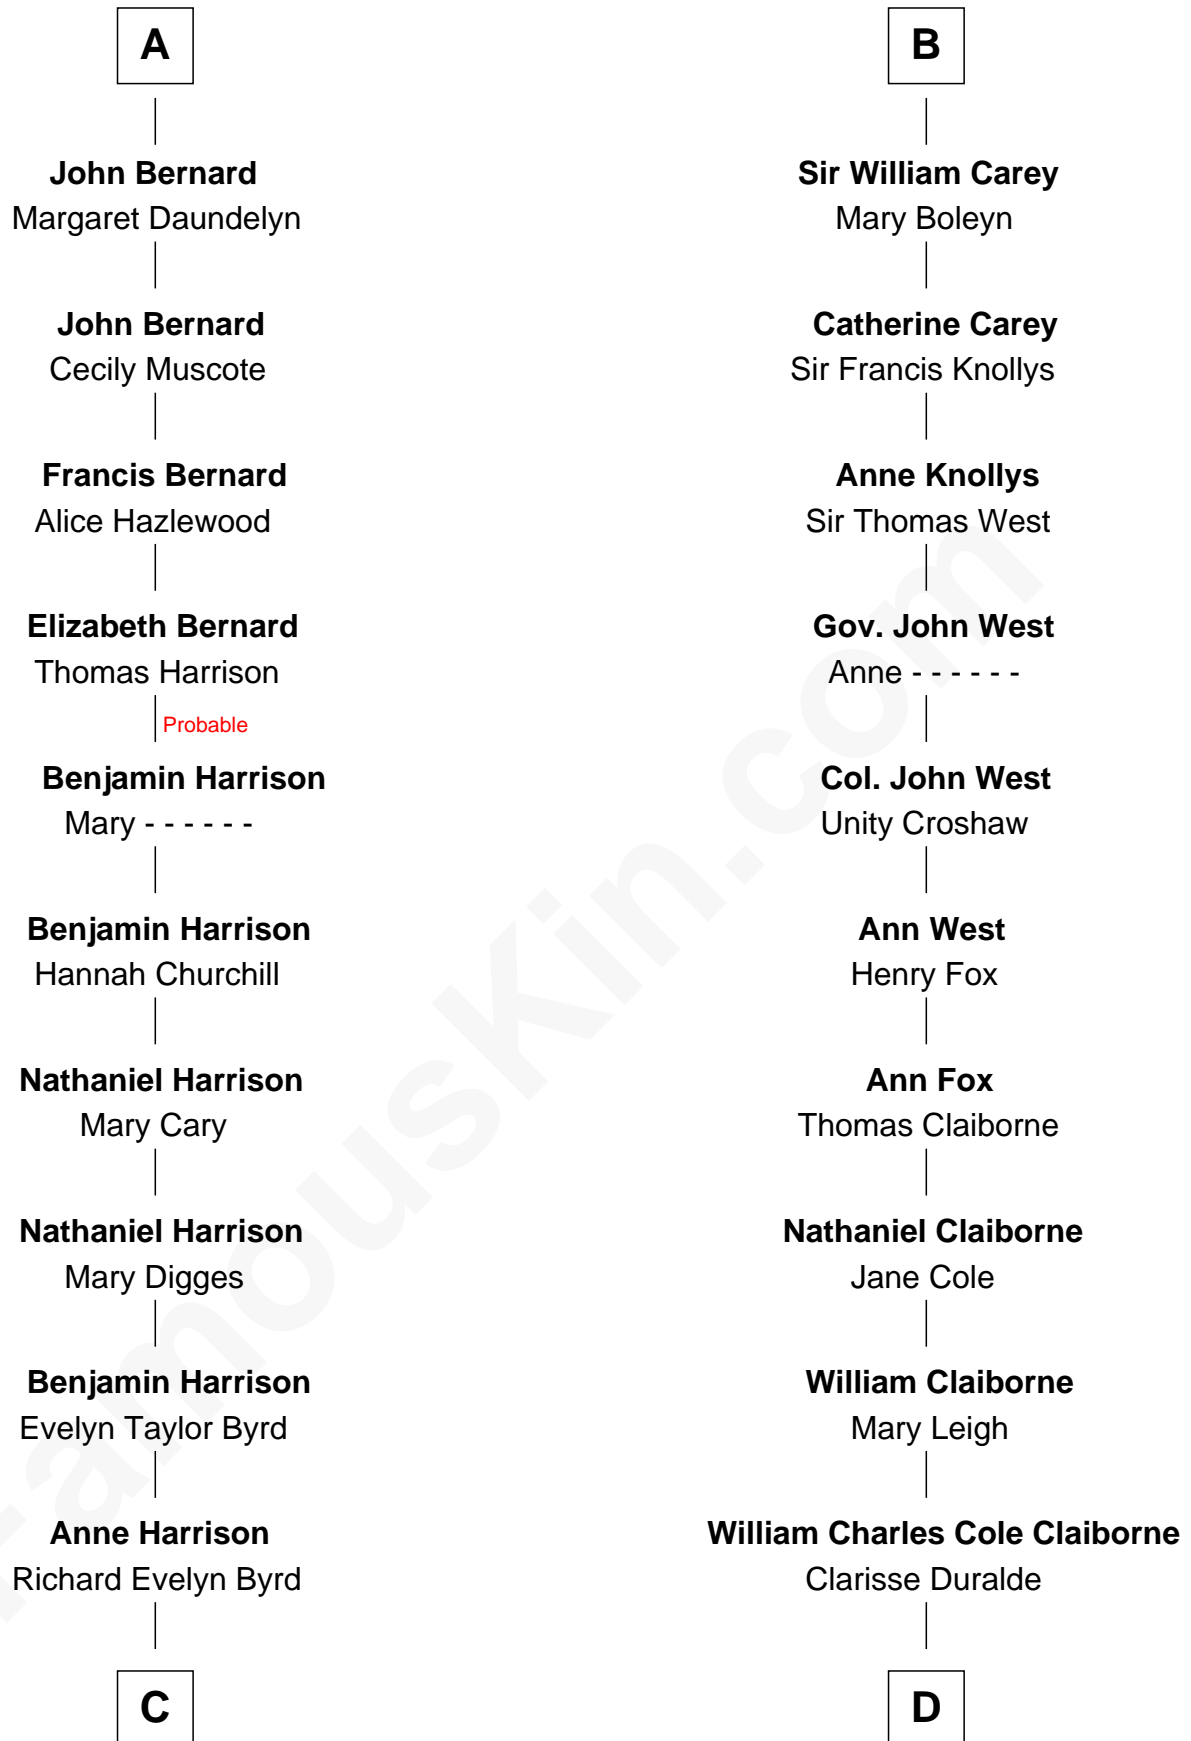 A
John Bernard
Margaret Daundelyn
John Bernard
Cecily Muscote
Francis Bernard
Alice Hazlewood
Elizabeth Bernard
Thomas Harrison
Probable
Benjamin Harrison
Mary - - - - - -
Benjamin Harrison
Hannah Churchill
Nathaniel Harrison
Mary Cary
Nathaniel Harrison
Mary Digges
Benjamin Harrison
Evelyn Taylor Byrd
Anne Harrison
Richard Evelyn Byrd
C
B
Sir William Carey
Mary Boleyn
Catherine Carey
Sir Francis Knollys
Anne Knollys
Sir Thomas West
Gov. John West
Anne - - - - - -
Col. John West
Unity Croshaw
Ann West
Henry Fox
Ann Fox
Thomas Claiborne
Nathaniel Claiborne
Jane Cole
William Claiborne
Mary Leigh
William Charles Cole Claiborne
Clarisse Duralde
D
FamousKin.com